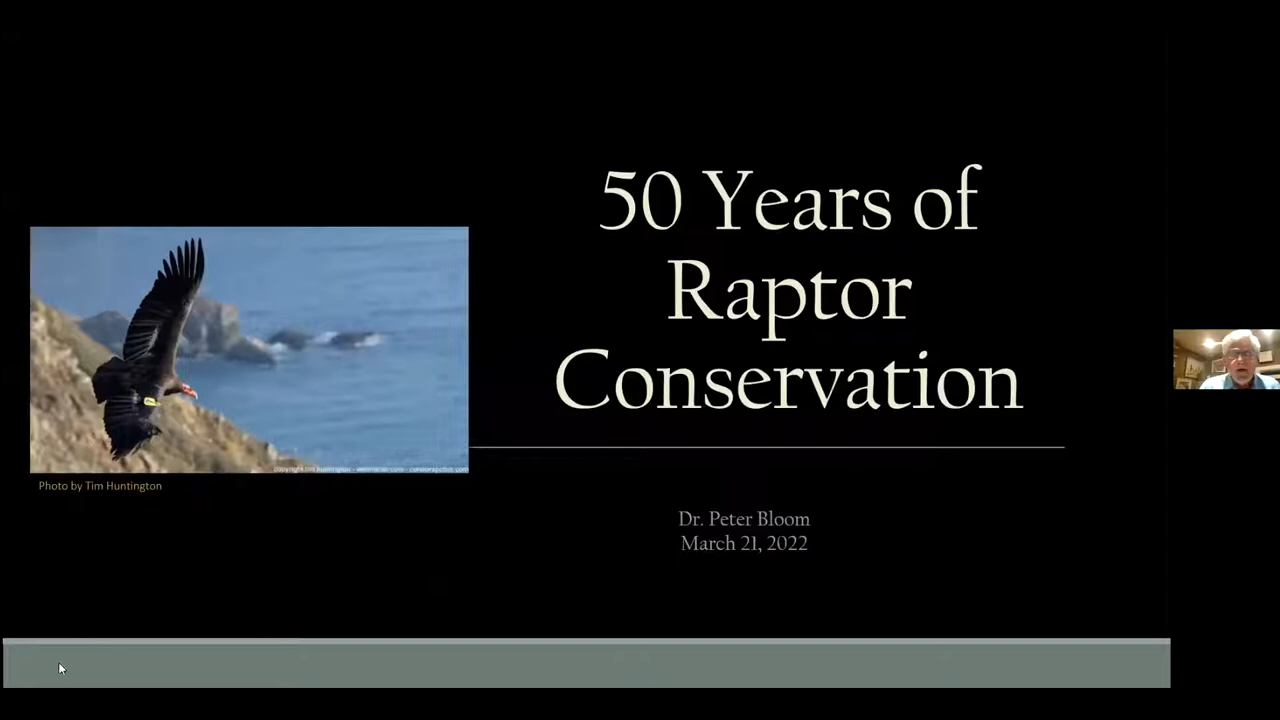 50 Years of
Raptor
Conservation
Photo by Tim Huntington
Dr. Peter Bloom
March 21, 2022